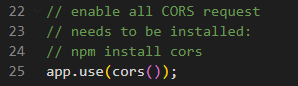 22 // enable all CORS request
23 // needs to be installed:
24 // npm install cors
25 app.use(cors());